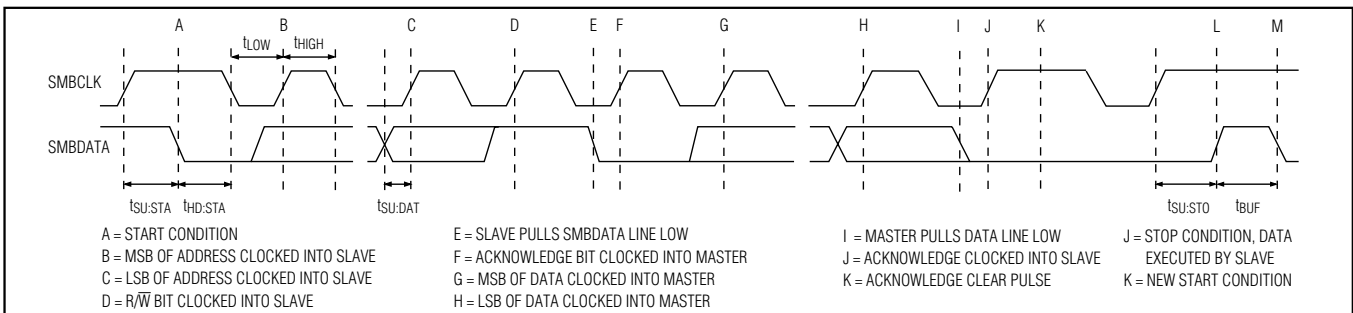 A B C D E F G H I J K L M
tLOW tHIGH
SMBCLK
SMBDATA
tSU:STA tHD:STA tSU:DAT tSU:STO tBUF
A = START CONDITION
B = MSB OF ADDRESS CLOCKED INTO SLAVE
C = LSB OF ADDRESS CLOCKED INTO SLAVE
D = R/W̅ BIT CLOCKED INTO SLAVE
E = SLAVE PULLS SMBDATA LINE LOW
F = ACKNOWLEDGE BIT CLOCKED INTO MASTER
G = MSB OF DATA CLOCKED INTO MASTER
H = LSB OF DATA CLOCKED INTO MASTER
I = MASTER PULLS DATA LINE LOW
J = ACKNOWLEDGE CLOCKED INTO SLAVE
K = ACKNOWLEDGE CLEAR PULSE
J = STOP CONDITION, DATA
EXECUTED BY SLAVE
K = NEW START CONDITION